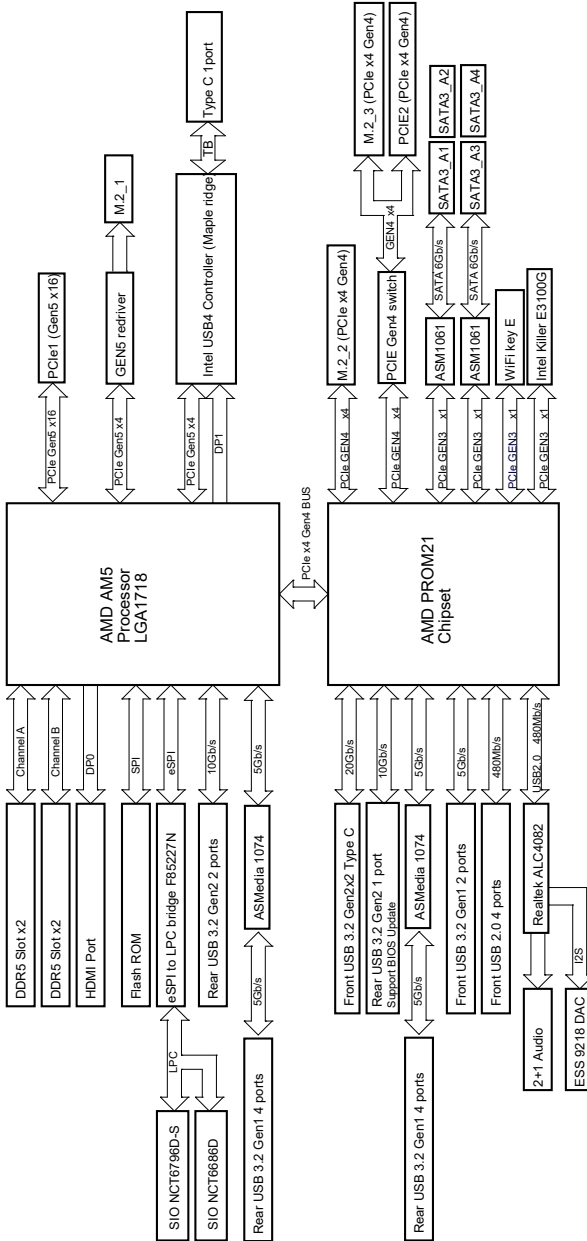 DDR5 Slot x2
Channel A
DDR5 Slot x2
Channel B
HDMI Port
DP0
Flash ROM
SPI
eSPI to LPC bridge F85227N
eSPI
LPC
SIO NCT6796D-S
SIO NCT6686D
Rear USB 3.2 Gen2 2 ports
10Gb/s
Rear USB 3.2 Gen1 4 ports
5Gb/s
ASMedia 1074
5Gb/s
AMD AM5
Processor
LGA1718
PCIe Gen5 x16
PCIe1 (Gen5 x16)
PCIe Gen5 x4
GEN5 redriver
M.2_1
PCIe Gen5 x4
DP1
Intel USB4 Controller (Maple ridge)
TB
Type C 1port
PCIe x4 Gen4 BUS
Front USB 3.2 Gen2x2 Type C
20Gb/s
Rear USB 3.2 Gen2 1 port
Support BIOS Update
10Gb/s
Rear USB 3.2 Gen1 4 ports
5Gb/s
ASMedia 1074
5Gb/s
Front USB 3.2 Gen1 2 ports
5Gb/s
Front USB 2.0 4 ports
480Mb/s
Realtek ALC4082
USB2.0 480Mb/s
2+1 Audio
I2S
ESS 9218 DAC
AMD PROM21
Chipset
PCIe GEN4 x4
M.2_2 (PCIe x4 Gen4)
PCIe GEN4 x4
PCIE Gen4 switch
GEN4 x4
M.2_3 (PCIe x4 Gen4)
PCIE2 (PCIe x4 Gen4)
PCIe GEN3 x1
ASM1061
SATA 6Gb/s
SATA3_A1
SATA3_A2
PCIe GEN3 x1
ASM1061
SATA 6Gb/s
SATA3_A3
SATA3_A4
PCIe GEN3 x1
WiFi key E
PCIe GEN3 x1
Intel Killer E3100G